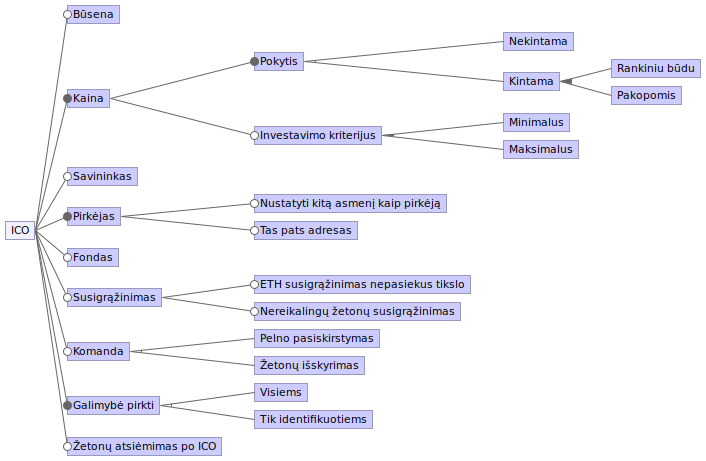 Būsena
Nekintama
Pokytis
Rankiniu būdu
Kintama
Pakopomis
Kaina
Minimalus
Investavimo kriterijus
Maksimalus
Savininkas
Nustatyti kitą asmenį kaip pirkėją
Pirkėjas
Tas pats adresas
ICO
Fondas
ETH susigrąžinimas nepasiekus tikslo
Susigrąžinimas
Nereikalingų žetonų susigrąžinimas
Pelno pasiskirstymas
Komanda
Žetonų išskyrimas
Visiems
Galimybė pirkti
Tik identifikuotiems
Žetonų atsiėmimas po ICO